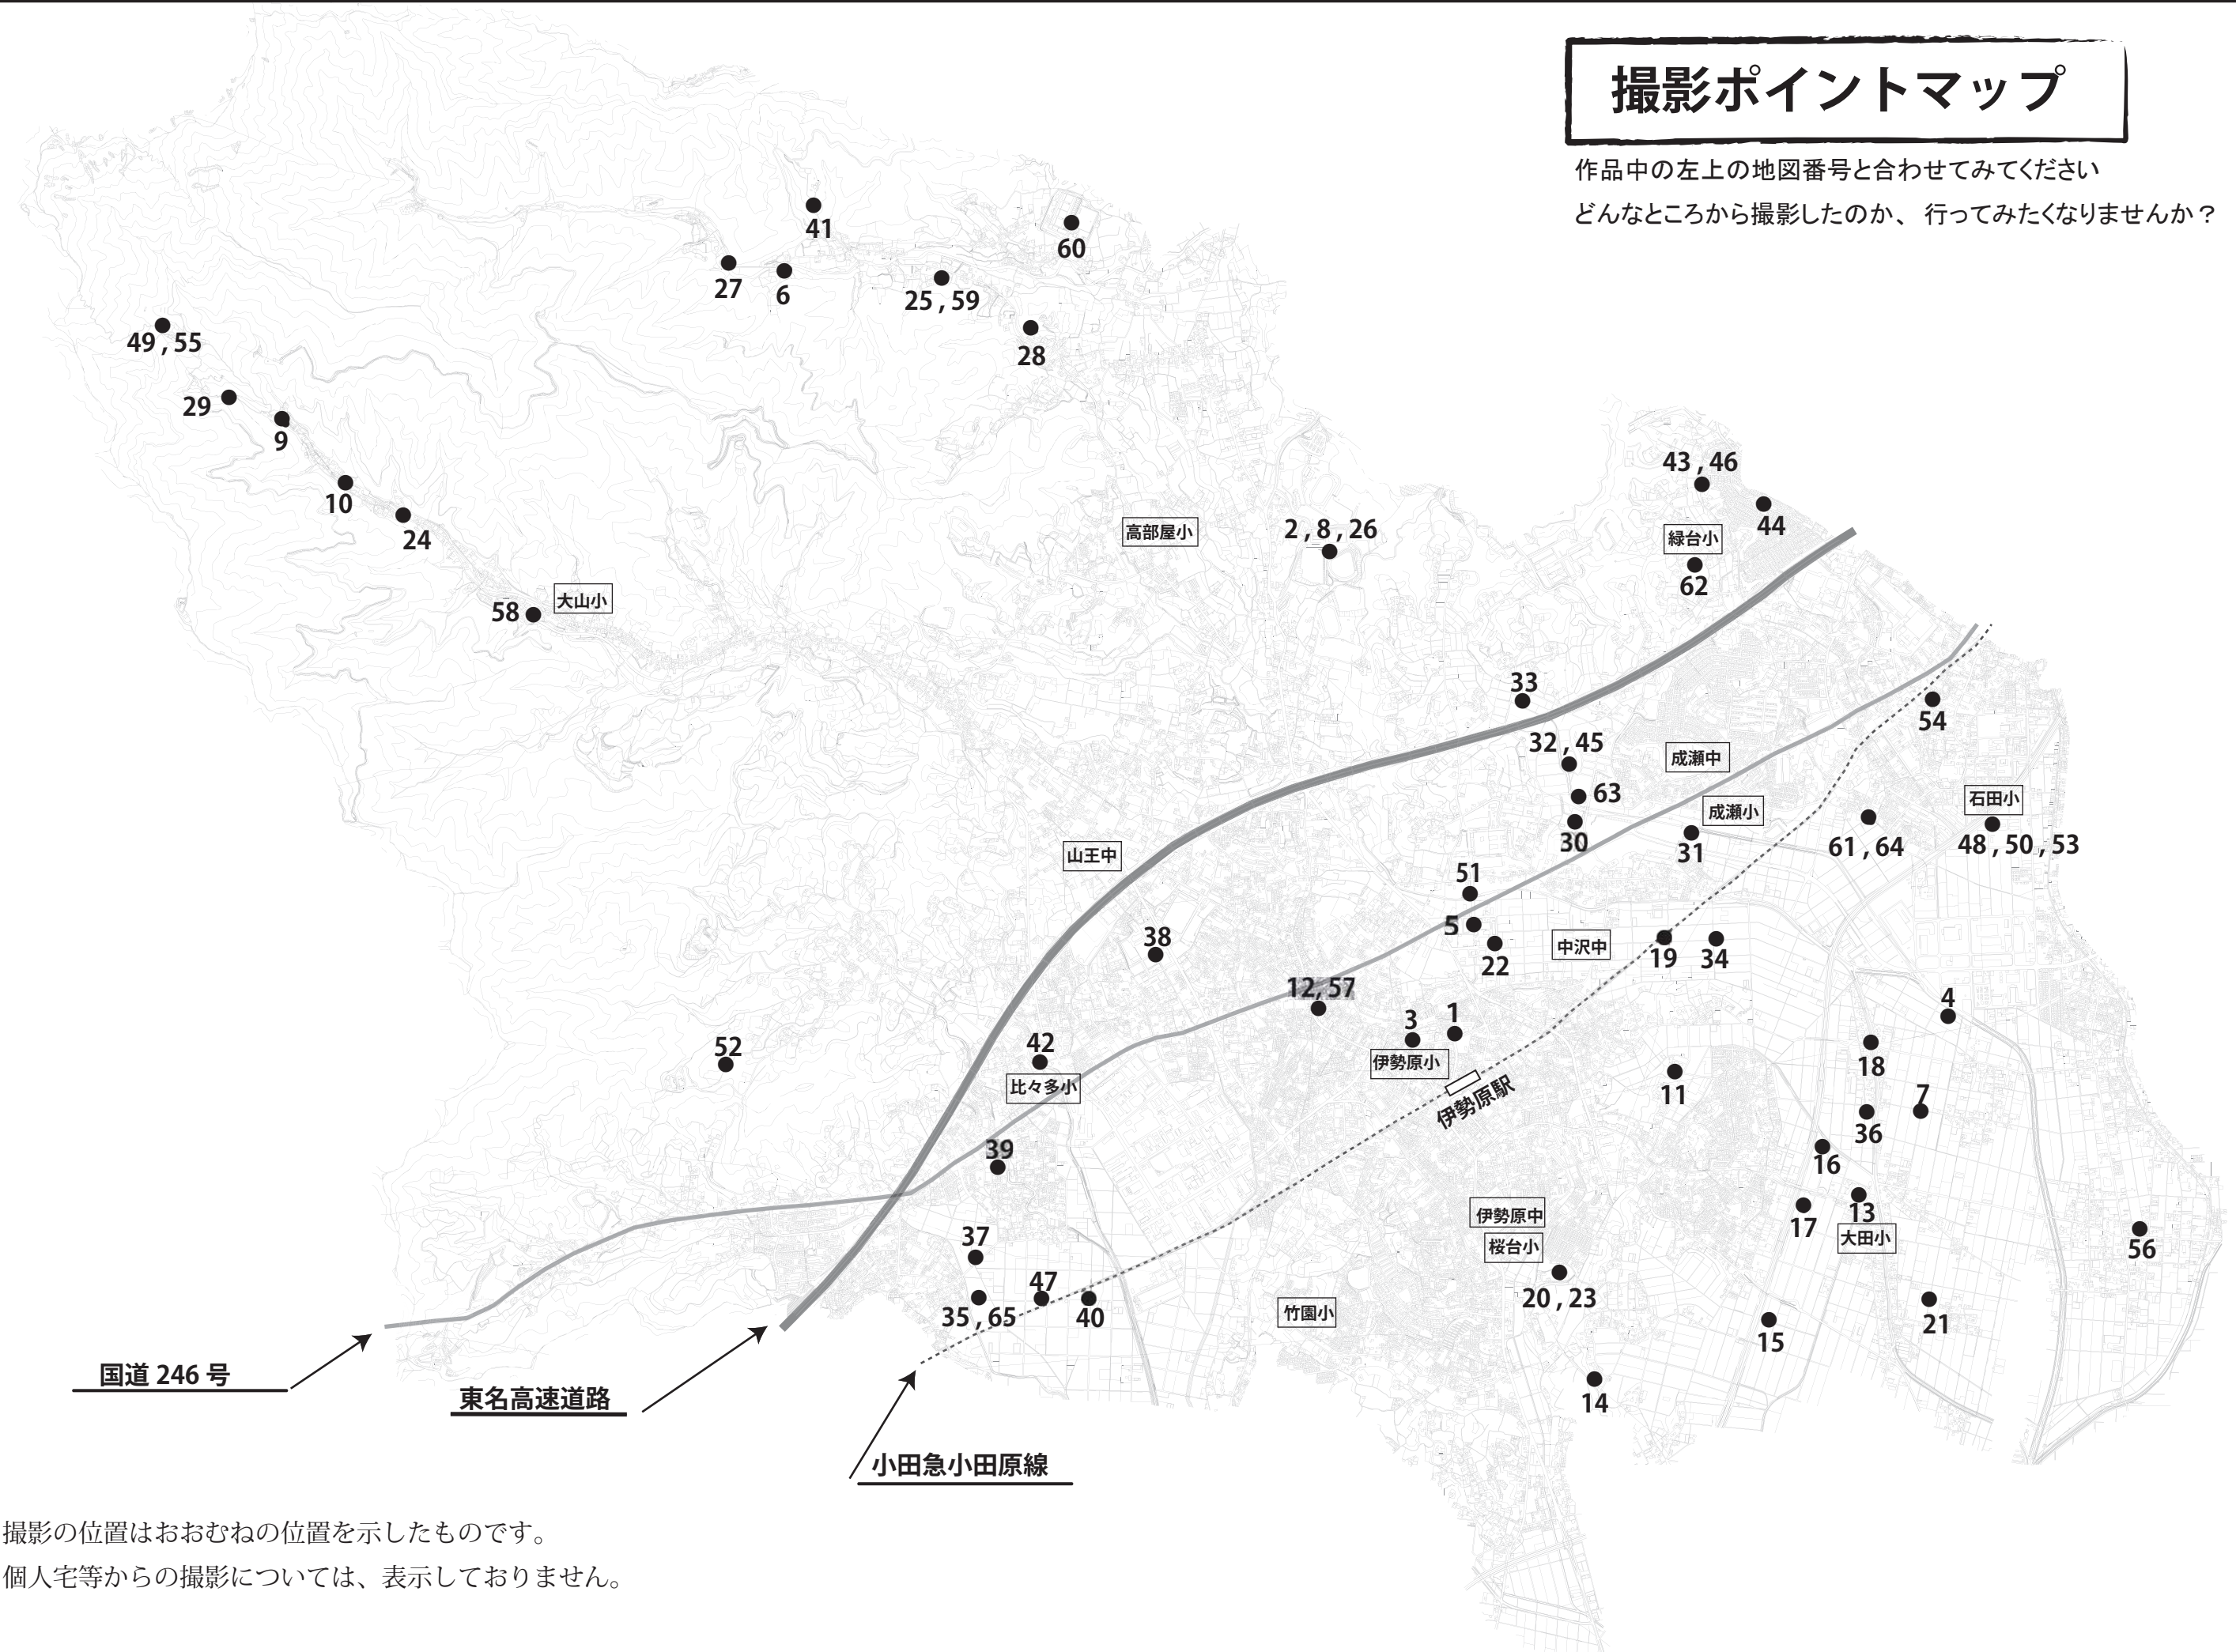 撮影ポイントマップ
作品中の左上の地図番号と合わせてみてください
どんなところから撮影したのか、行ってみたくなりませんか？
41
60
27
6
25 , 59
28
49 , 55
29
9
10
24
58
大山小
高部屋小
2 , 8 , 26
43 , 46
44
緑台小
62
33
54
32 , 45
成瀬中
63
石田小
成瀬小
30
31
61 , 64
48 , 50 , 53
山王中
51
5
38
22
中沢中
19
34
12, 57
4
3
1
52
42
伊勢原小
18
比々多小
伊勢原駅
11
7
36
39
16
伊勢原中
17
13
大田小
37
桜台小
56
47
20 , 23
35 , 65
40
竹園小
21
15
国道 246 号
東名高速道路
14
小田急小田原線
撮影の位置はおおむねの位置を示したものです。
個人宅等からの撮影については、表示しておりません。